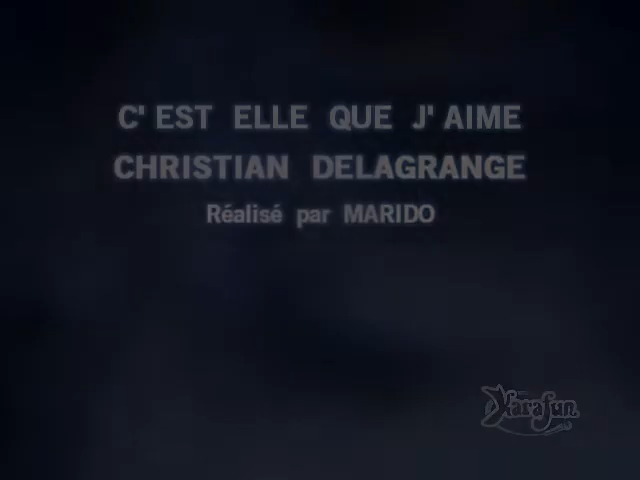 C' EST ELLE QUE J' AIME
CHRISTIAN DELAGRANGE
Réalisé par MARIDO
Karafun